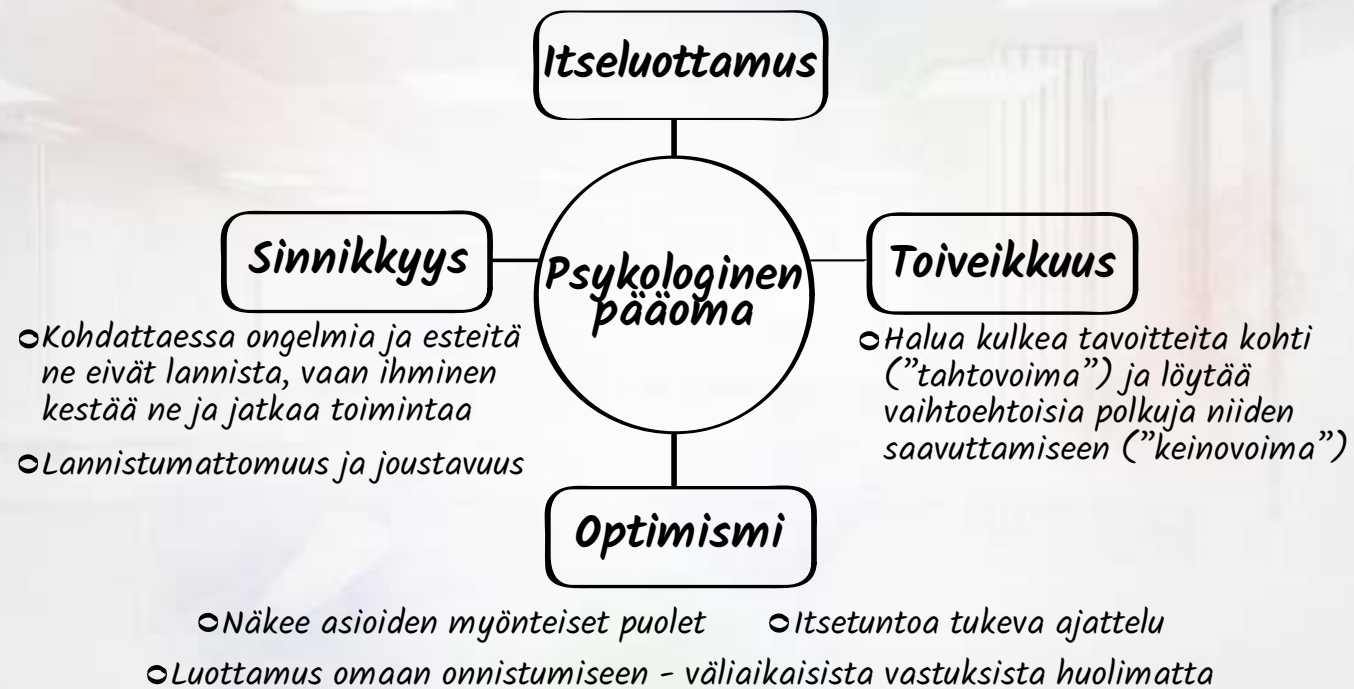 Itseluottamus
Sinnikkyys
Psykologinen
pääoma
Toiveikkuus
Kohdattaessa ongelmia ja esteitä
ne eivät lannista, vaan ihminen
kestää ne ja jatkaa toimintaa
Lannistumattomuus ja joustavuus
Halua kulkea tavoitteita kohti
("tahtovoima") ja löytää
vaihtoehtoisia polkuja niiden
saavuttamiseen ("keinovoima")
Optimismi
Näkee asioiden myönteiset puolet
Itsetuntoa tukeva ajattelu
Luottamus omaan onnistumiseen - väliaikaisista vastuksista huolimatta